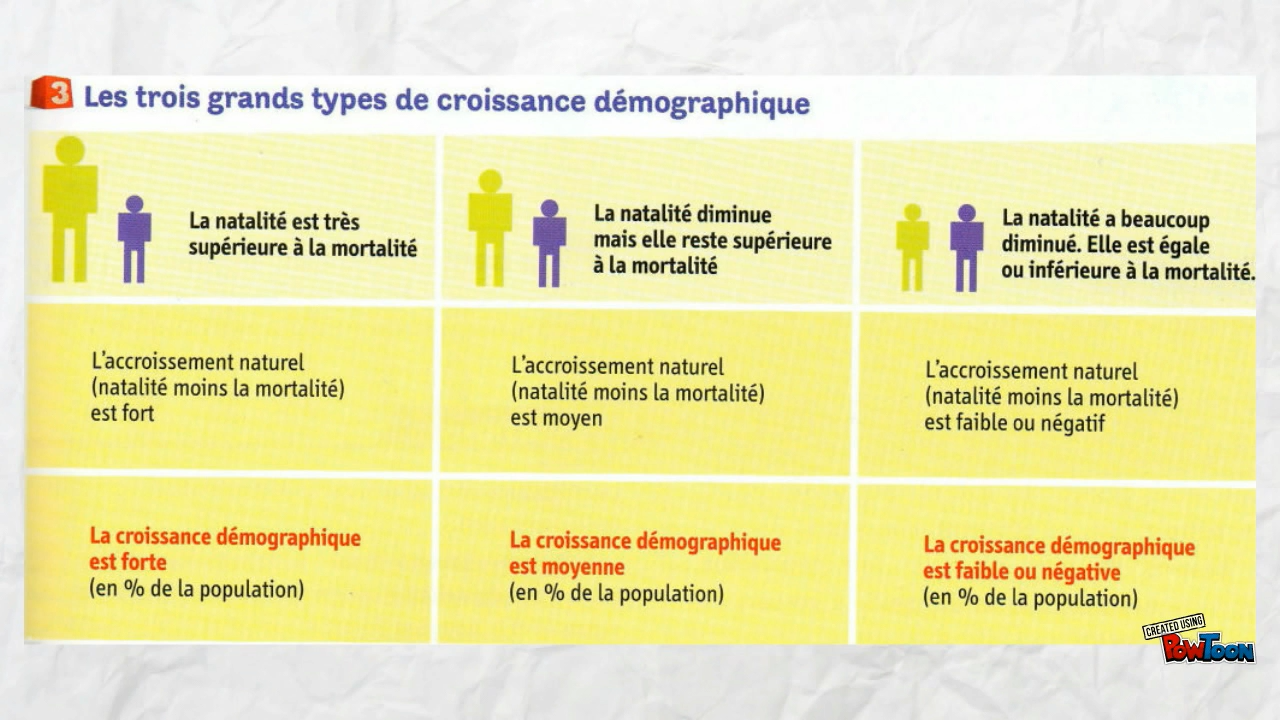 3 Les trois grands types de croissance démographique
La natalité est très
supérieure à la mortalité
La natalité diminue
mais elle reste supérieure
à la mortalité
La natalité a beaucoup
diminué. Elle est égale
ou inférieure à la mortalité.
L'accroissement naturel
(natalité moins la mortalité)
est fort
L'accroissement naturel
(natalité moins la mortalité)
est moyen
L'accroissement naturel
(natalité moins la mortalité)
est faible ou négatif
La croissance démographique
est forte
(en % de la population)
La croissance démographique
est moyenne
(en % de la population)
La croissance démographique
est faible ou négative
(en % de la population)
CREATED USING
POWTOON